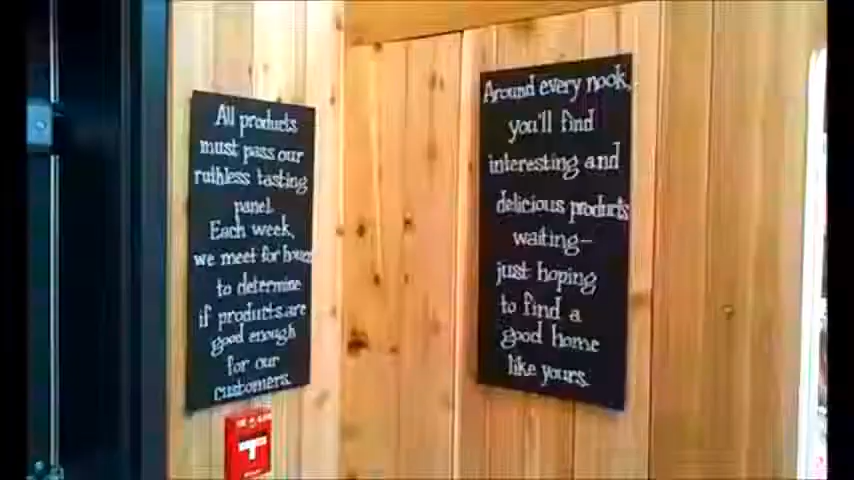 All products
must pass our
ruthless tasting
panel.
Each week,
we meet for hours
to determine
if products are
good enough
for our
customers.
Around every nook,
you'll find
interesting and
delicious products
waiting–
just hoping
to find a
good home
like yours.